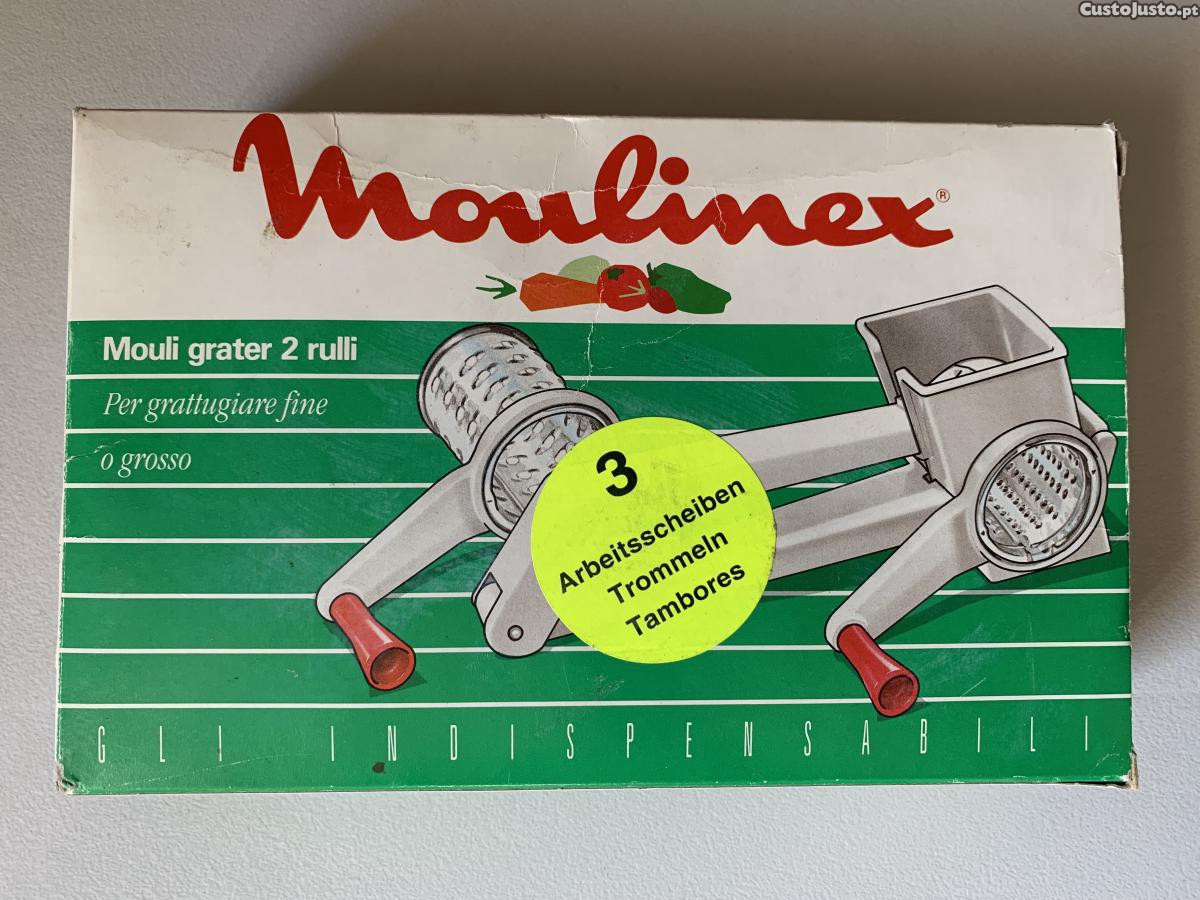 CustoJusto.pt
Moulinex®
Mouli grater 2 rulli
Per grattugiare fine
o grosso
3
Arbeitsscheiben
Trommeln
Tambores
GLI INDISPENSABILI